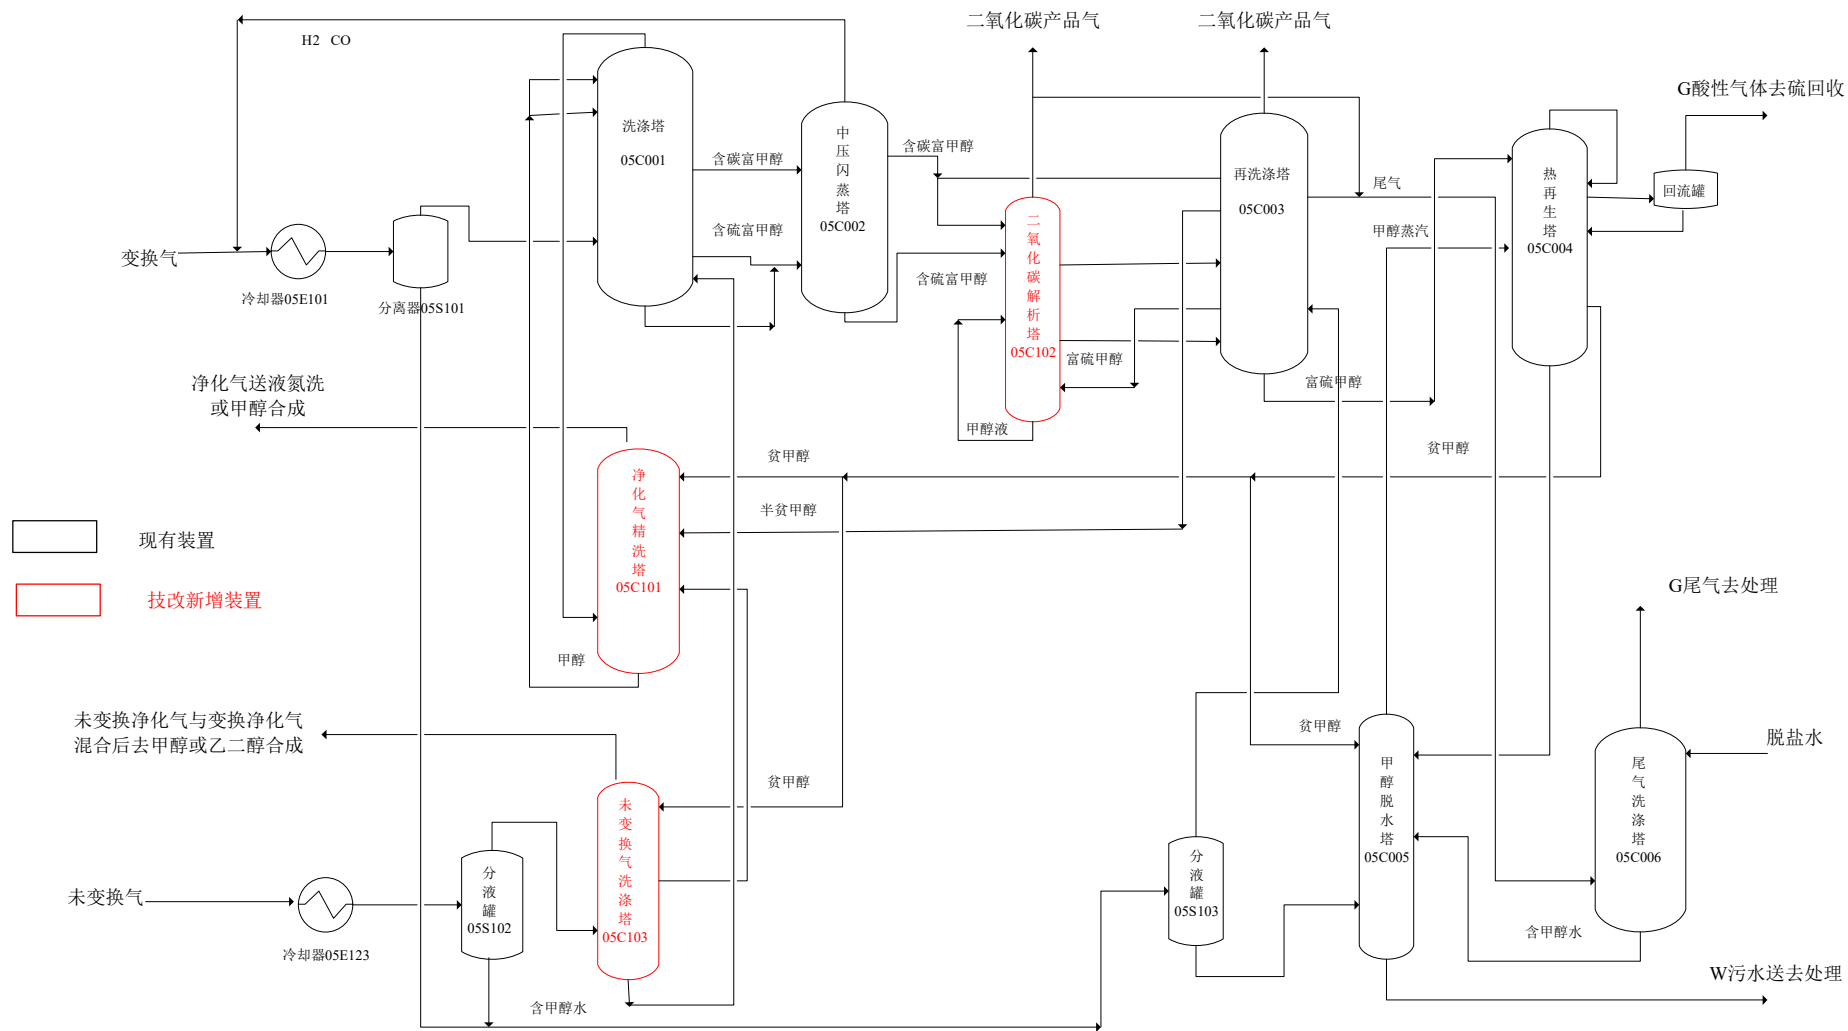 二氧化碳产品气
二氧化碳产品气
H2 CO
G酸性气体去硫回收
洗涤塔
05C001
中压闪蒸塔
05C002
含碳富甲醇
含碳富甲醇
含硫富甲醇
含硫富甲醇
二氧化碳解析塔
05C102
再洗涤塔
05C003
尾气
甲醇蒸汽
热再生塔
05C004
回流罐
变换气
冷却器05E101
分离器05S101
富硫甲醇
富硫甲醇
甲醇液
净化气送液氮洗
或甲醇合成
贫甲醇
贫甲醇
半贫甲醇
净化气精洗塔
05C101
甲醇
现有装置
技改新增装置
G尾气去处理
未变换净化气与变换净化气
混合后去甲醇或乙二醇合成
贫甲醇
贫甲醇
脱盐水
未变换气洗涤塔
05C103
甲醇脱水塔
05C005
尾气洗涤塔
05C006
未变换气
冷却器05E123
分液罐
05S102
分液罐
05S103
含甲醇水
含甲醇水
W污水送去处理